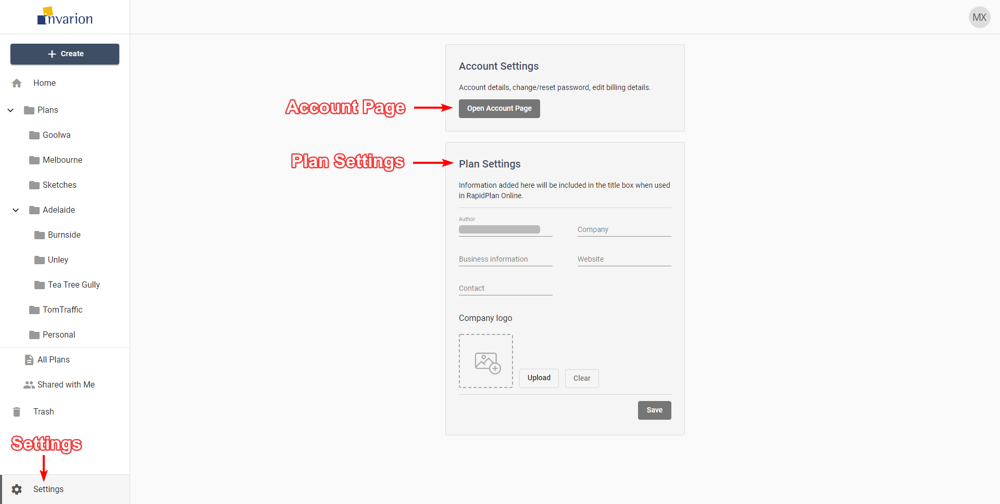 invarion
MX
Create
Home
Plans
Goolwa
Melbourne
Sketches
Adelaide
Burnside
Unley
Tea Tree Gully
TomTraffic
Personal
All Plans
Shared with Me
Trash
Settings
Settings
Account Settings
Account details, change/reset password, edit billing details.
Account Page
Open Account Page
Plan Settings
Plan Settings
Information added here will be included in the title box when used
in RapidPlan Online.
Author
Company
Business information
Website
Contact
Company logo
Upload
Clear
Save